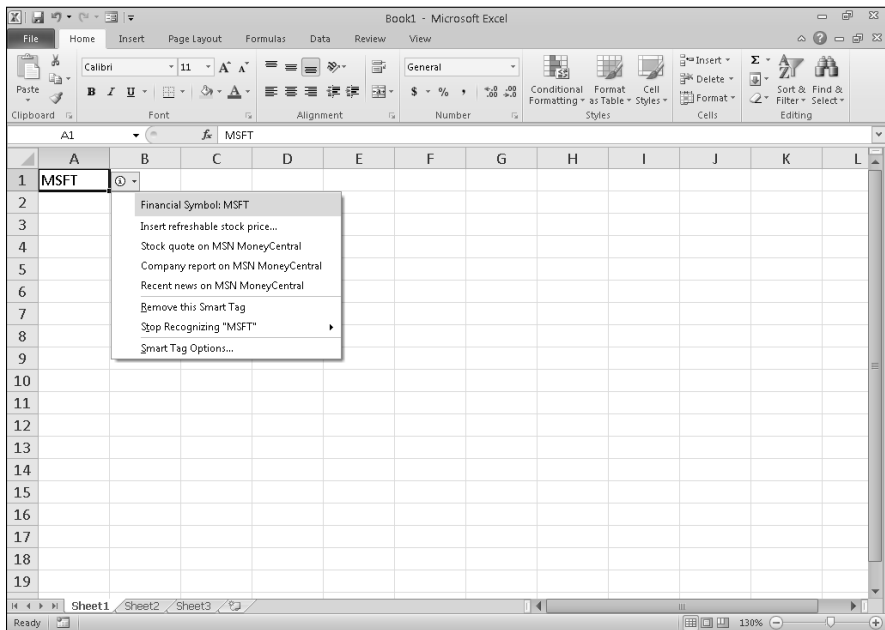 Book1 - Microsoft Excel
File Home Insert Page Layout Formulas Data Review View
Paste
Calibri 11
B I U
A A A
General
$ % ,
Conditional Formatting
Format as Table
Cell Styles
Insert
Delete
Format
Σ
Sort & Filter
Find & Select
Clipboard Font Alignment Number Styles Cells Editing
A1 fx MSFT
A B C D E F G H I J K L
1 MSFT
2
3
4
5
6
7
8
9
10
11
12
13
14
15
16
17
18
19
Financial Symbol: MSFT
Insert refreshable stock price...
Stock quote on MSN MoneyCentral
Company report on MSN MoneyCentral
Recent news on MSN MoneyCentral
Remove this Smart Tag
Stop Recognizing "MSFT"
Smart Tag Options...
Sheet1 Sheet2 Sheet3
Ready 130%